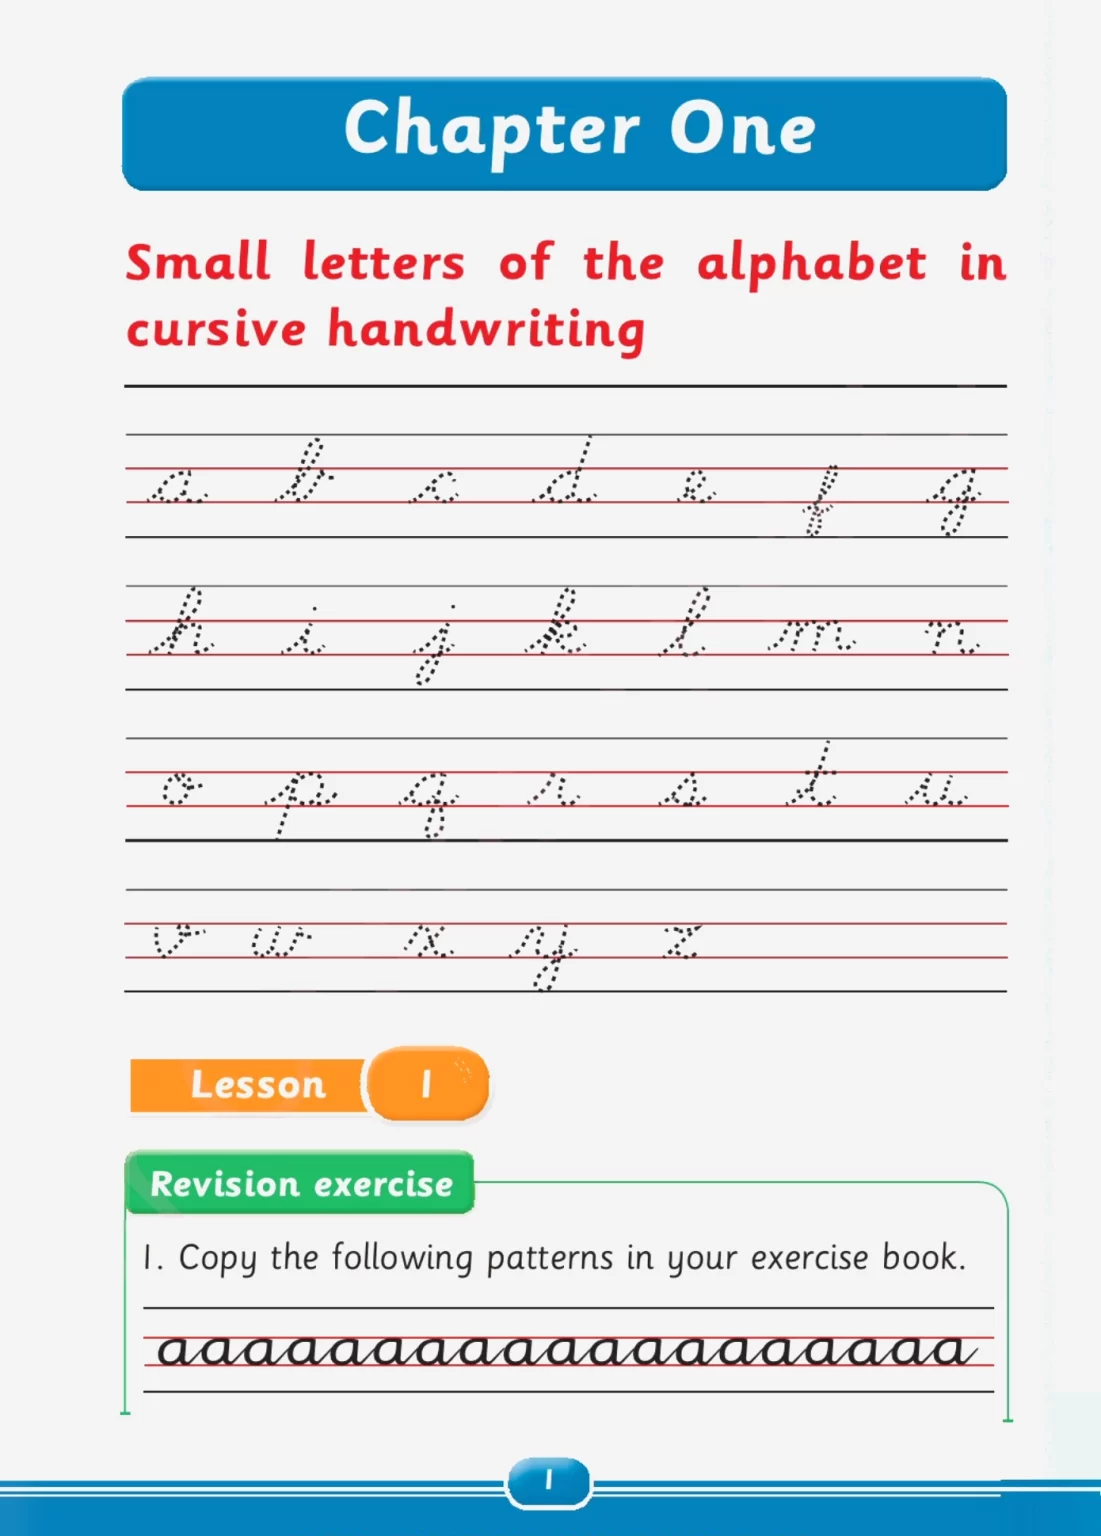 Chapter One
Small letters of the alphabet in
cursive handwriting
a b c d e f g
h i j k l m n
o p q r s t u
v w x y z
Lesson 1
Revision exercise
1. Copy the following patterns in your exercise book.
aaaaaaaaaaaaaaaaaaa
1